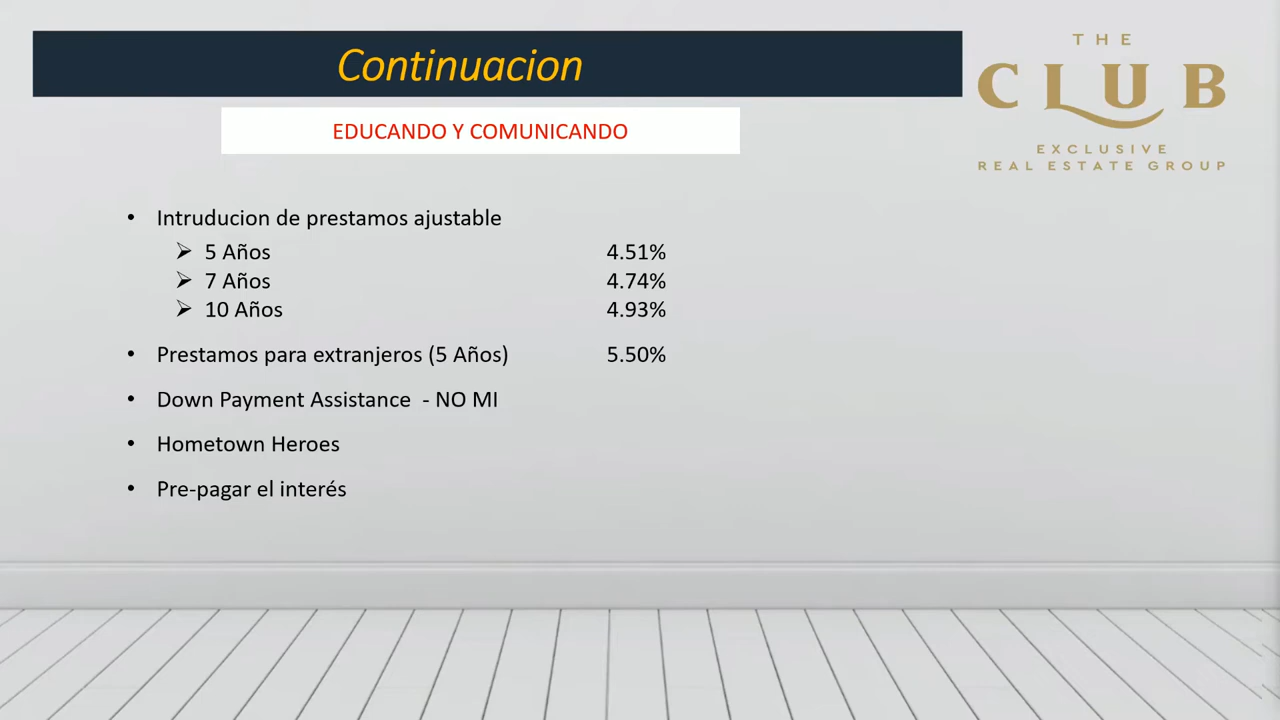 Continuacion
THE
CLUB
EXCLUSIVE
REAL ESTATE GROUP
EDUCANDO Y COMUNICANDO
• Intruducion de prestamos ajustable
➢ 5 Años 4.51%
➢ 7 Años 4.74%
➢ 10 Años 4.93%
• Prestamos para extranjeros (5 Años) 5.50%
• Down Payment Assistance - NO MI
• Hometown Heroes
• Pre-pagar el interés